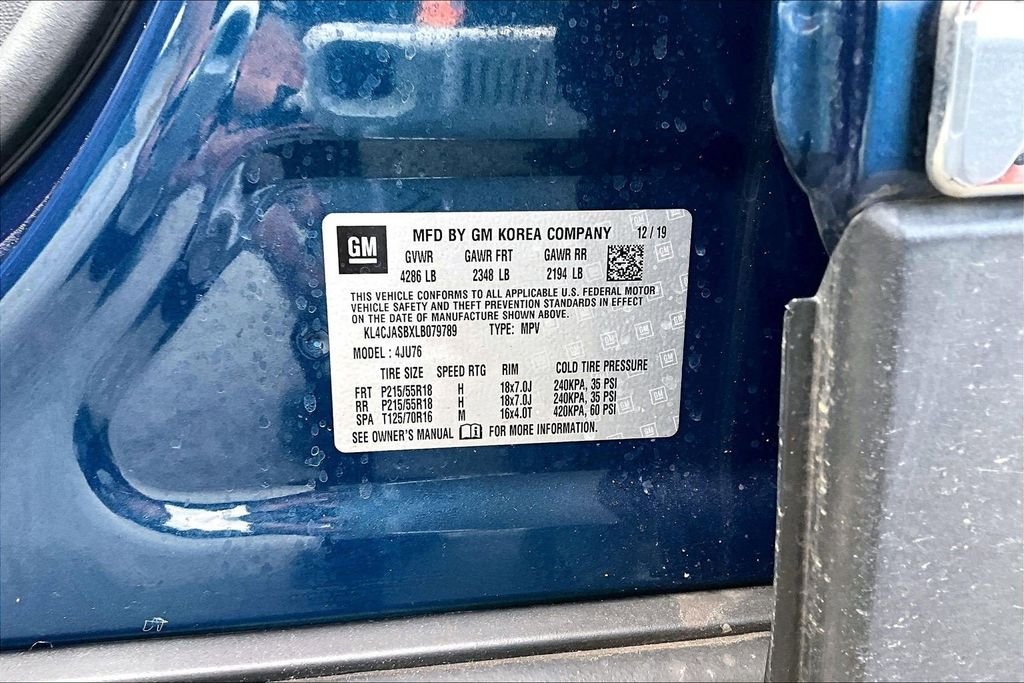 GM MFD BY GM KOREA COMPANY 12 / 19
GVWR GAWR FRT GAWR RR
4286 LB 2348 LB 2194 LB
THIS VEHICLE CONFORMS TO ALL APPLICABLE U.S. FEDERAL MOTOR
VEHICLE SAFETY AND THEFT PREVENTION STANDARDS IN EFFECT
ON THE DATE OF MANUFACTURE SHOWN ABOVE.
KL4CJASBXLB079789 TYPE: MPV
MODEL : 4JU76
TIRE SIZE SPEED RTG RIM COLD TIRE PRESSURE
FRT P215/55R18 H 18x7.0J 240KPA, 35 PSI
RR P215/55R18 H 18x7.0J 240KPA, 35 PSI
SPA T125/70R16 M 16x4.0T 420KPA, 60 PSI
SEE OWNER'S MANUAL FOR MORE INFORMATION.